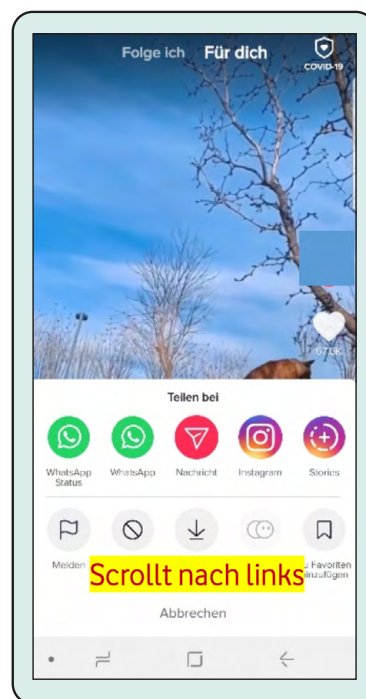 Folge ich Für dich
COVID-19
67.6K
Teilen bei
WhatsApp Status
WhatsApp
Nachricht
Instagram
Stories
Melden
Scrollt nach links
Favoriten
hinzufügen
Abbrechen